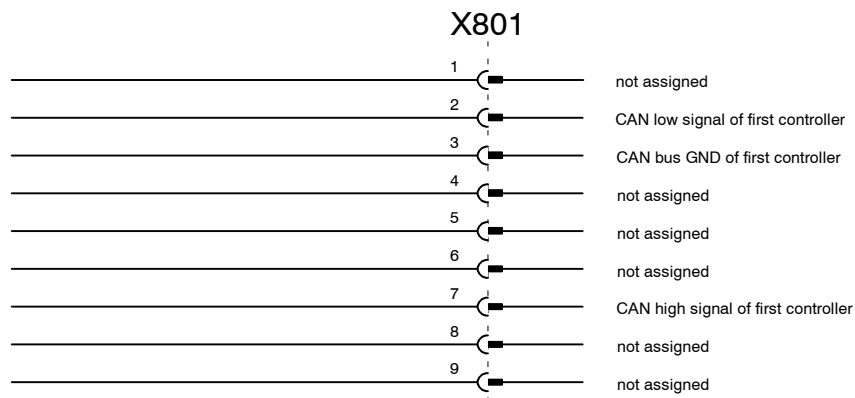 X801
1 not assigned
2 CAN low signal of first controller
3 CAN bus GND of first controller
4 not assigned
5 not assigned
6 not assigned
7 CAN high signal of first controller
8 not assigned
9 not assigned